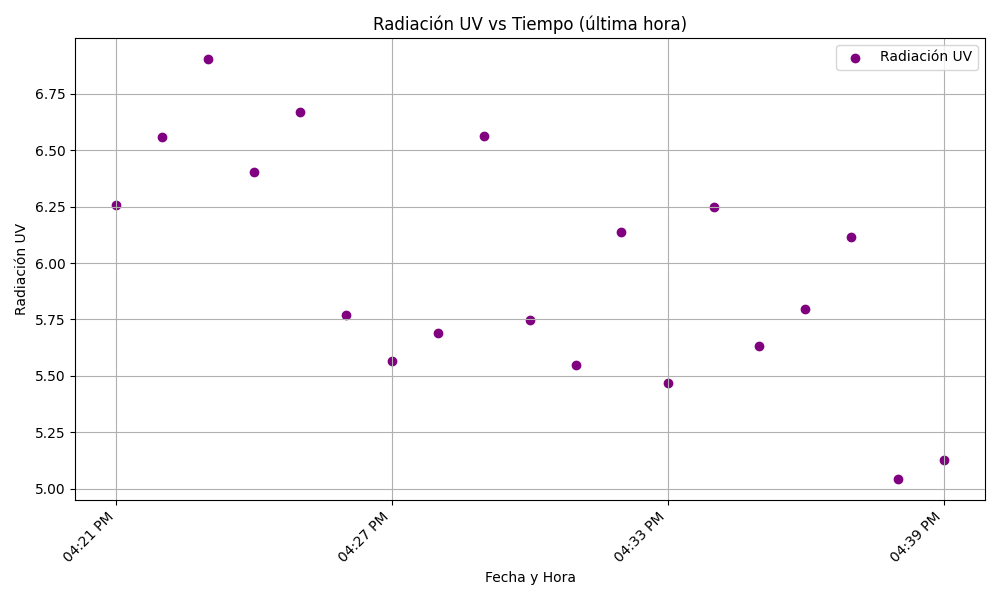 Radiación UV vs Tiempo (última hora)
Radiación UV
6.75
6.50
6.25
6.00
5.75
5.50
5.25
5.00
Radiación UV
04:21 PM
04:27 PM
04:33 PM
04:39 PM
Fecha y Hora